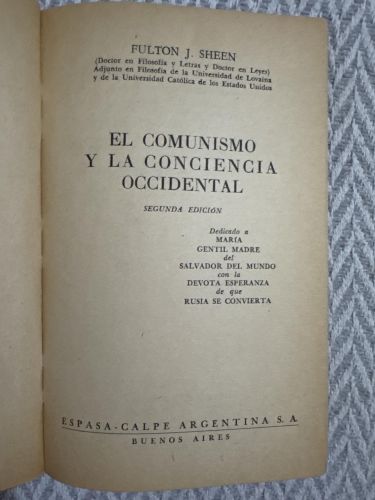 FULTON J. SHEEN
(Doctor en Filosofía y Letras y Doctor en Leyes)
Adjunto en Filosofía de la Universidad de Lovaina
y de la Universidad Católica de los Estados Unidos
EL COMUNISMO
Y LA CONCIENCIA
OCCIDENTAL
SEGUNDA EDICIÓN
Dedicado a
MARÍA
GENTIL MADRE
del
SALVADOR DEL MUNDO
con la
DEVOTA ESPERANZA
de que
RUSIA SE CONVIERTA
ESPASA-CALPE ARGENTINA S. A.
BUENOS AIRES